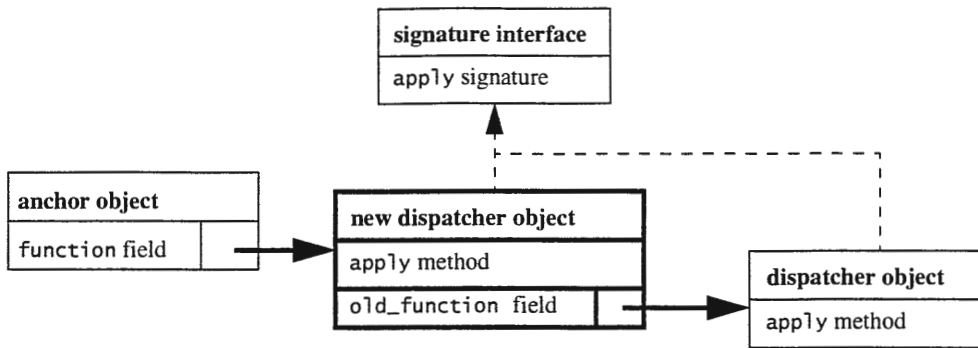 signature interface
apply signature
anchor object
function field
new dispatcher object
apply method
old_function field
dispatcher object
apply method